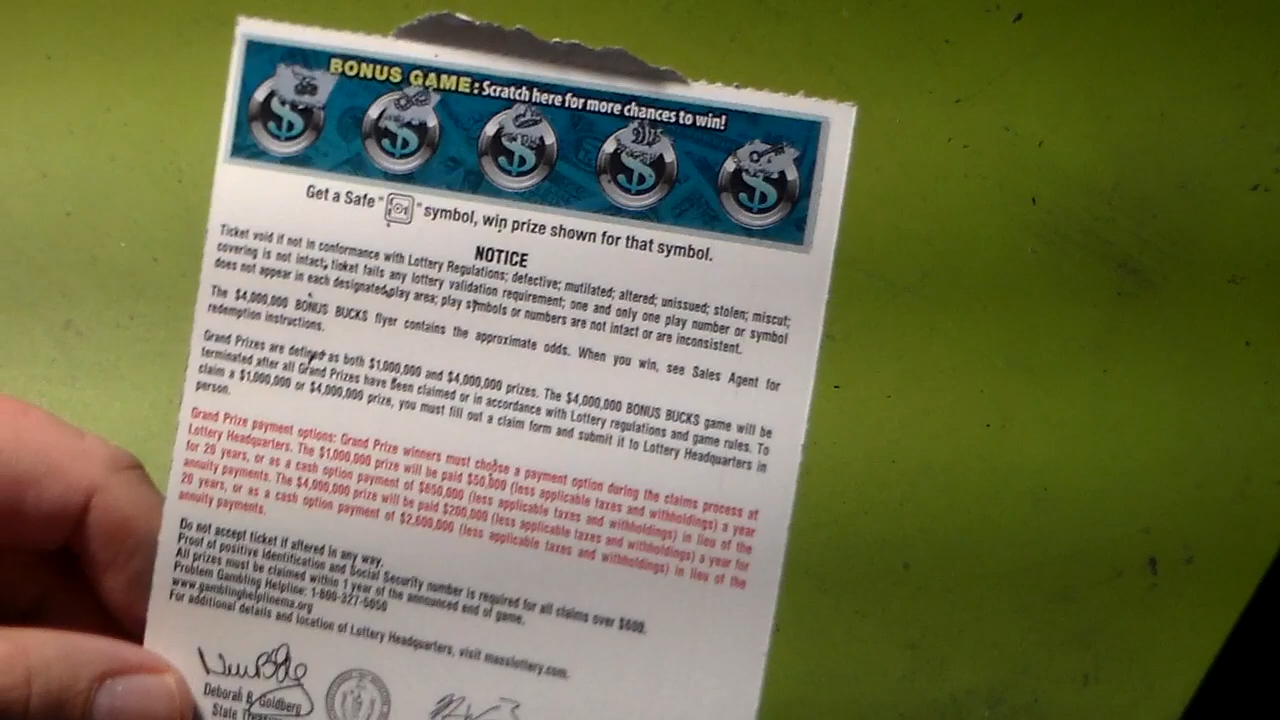 BONUS GAME: Scratch here for more chances to win!
$ $ $ $ $
Get a Safe " " symbol, win prize shown for that symbol.
NOTICE
Ticket void if not in conformance with Lottery Regulations; defective; mutilated; altered; unissued; stolen; miscut;
covering is not intact; ticket fails any lottery validation requirement; one and only one play number or symbol
does not appear in each designated play area; play symbols or numbers are not intact or are inconsistent.
The $4,000,000 BONUS BUCKS flyer contains the approximate odds. When you win, see Sales Agent for
redemption instructions.
Grand Prizes are defined as both $1,000,000 and $4,000,000 prizes. The $4,000,000 BONUS BUCKS game will be
terminated after all Grand Prizes have been claimed or in accordance with Lottery regulations and game rules. To
claim a $1,000,000 or $4,000,000 prize, you must fill out a claim form and submit it to Lottery Headquarters in
person.
Grand Prize payment options: Grand Prize winners must choose a payment option during the claims process at
Lottery Headquarters. The $1,000,000 prize will be paid $50,000 (less applicable taxes and withholdings) a year
for 20 years, or as a cash option payment of $650,000 (less applicable taxes and withholdings) in lieu of the
annuity payments. The $4,000,000 prize will be paid $200,000 (less applicable taxes and withholdings) a year for
20 years, or as a cash option payment of $2,600,000 (less applicable taxes and withholdings) in lieu of the
annuity payments.
Do not accept ticket if altered in any way.
Proof of positive identification and Social Security number is required for all claims over $600.
All prizes must be claimed within 1 year of the announced end of game.
Problem Gambling Helpline: 1-800-327-5050
www.gamblinghelplinema.org
For additional details and location of Lottery Headquarters, visit masslottery.com.
Deborah B. Goldberg
State